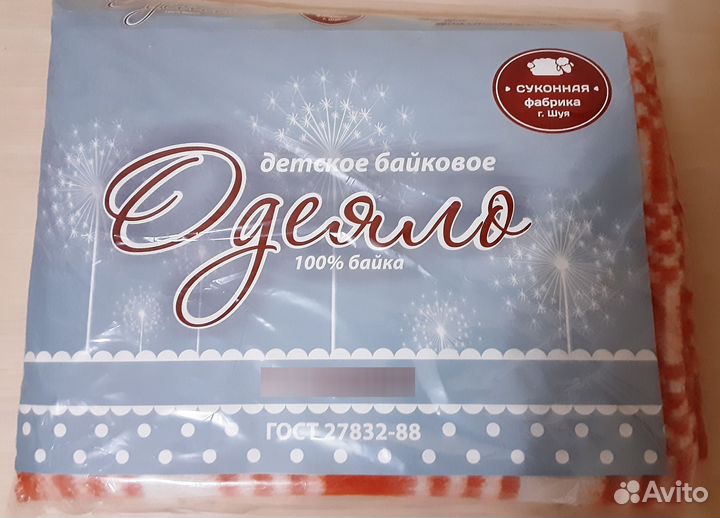 СУКОННАЯ
фабрика
г. Шуя
детское байковое
Одеяло
100% байка
ГОСТ 27832-88
Avito